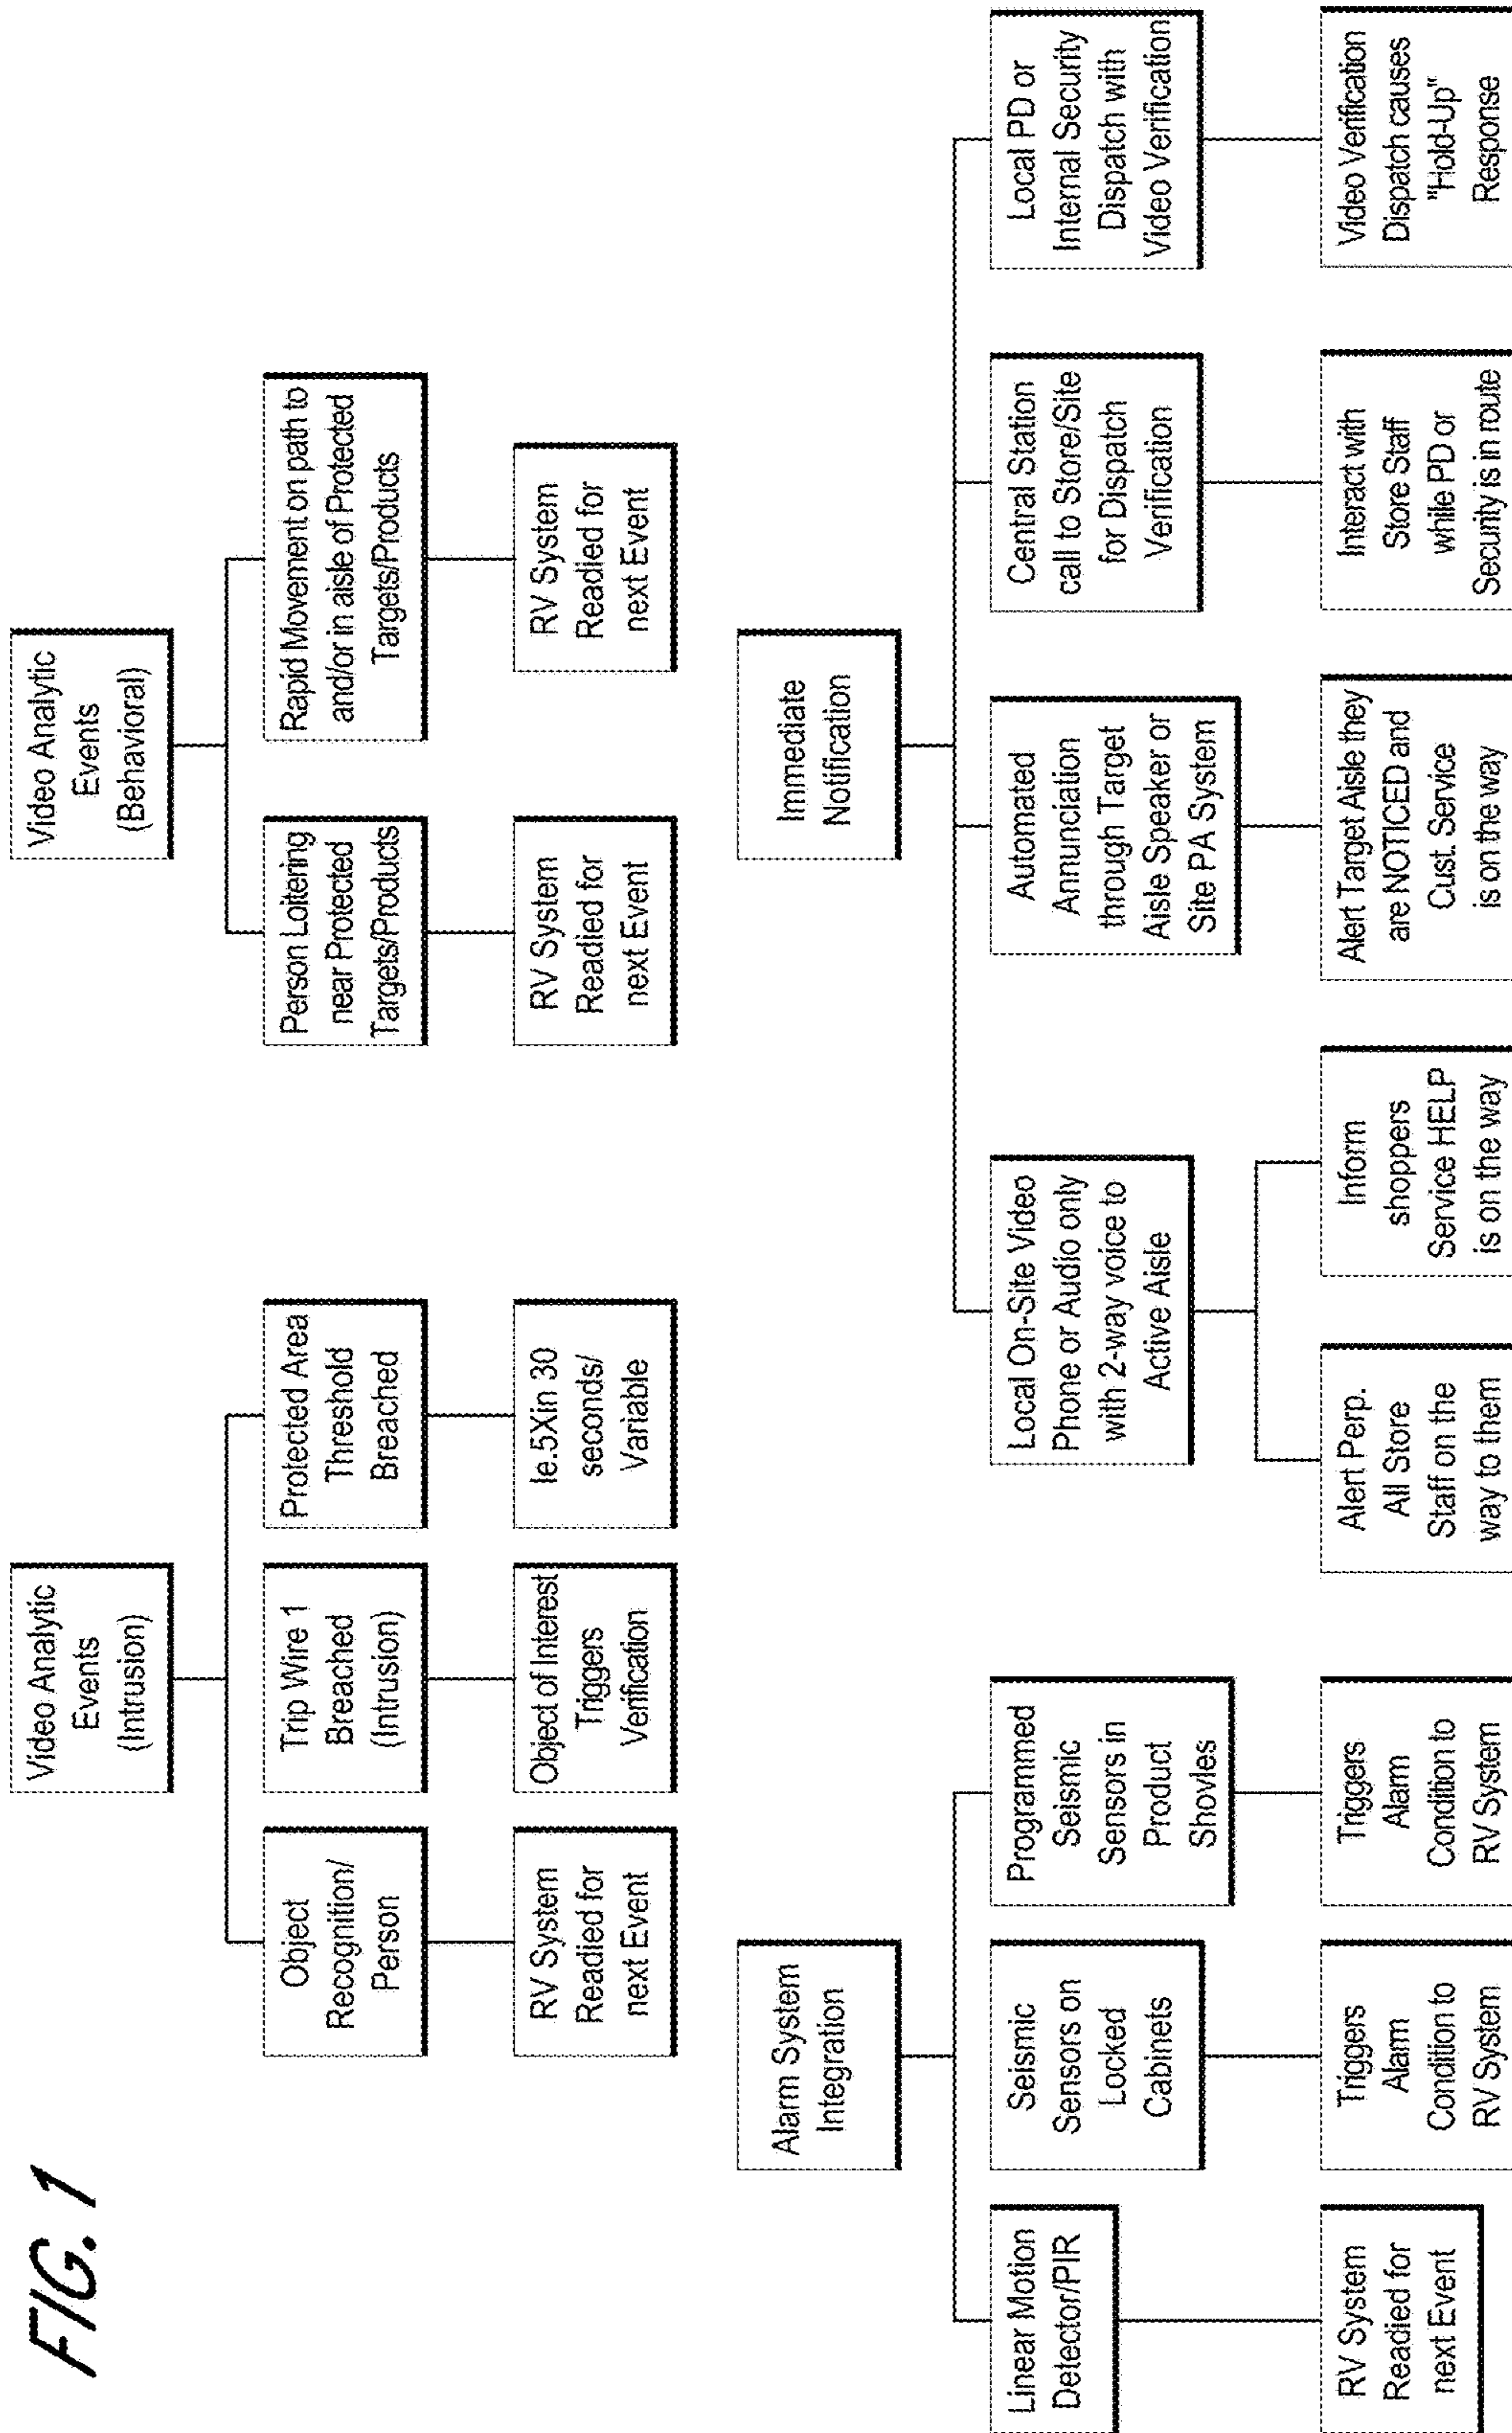 FIG. 1
Video Analytic
Events
(Intrusion)
Object
Recognition/
Person
Trip Wire 1
Breached
(Intrusion)
Protected Area
Threshold
Breached
RV System
Readied for
next Event
Object of Interest
Triggers
Verification
Ie.5Xin 30
seconds/
Variable
Video Analytic
Events
(Behavioral)
Person Loitering
near Protected
Targets/Products
Rapid Movement on path to
and/or in aisle of Protected
Targets/Products
RV System
Readied for
next Event
RV System
Readied for
next Event
Alarm System
Integration
Linear Motion
Detector/PIR
Seismic
Sensors on
Locked
Cabinets
Programmed
Seismic
Sensors in
Product
Shovles
RV System
Readied for
next Event
Triggers
Alarm
Condition to
RV System
Triggers
Alarm
Condition to
RV System
Immediate
Notification
Local On-Site Video
Phone or Audio only
with 2-way voice to
Active Aisle
Automated
Annunciation
through Target
Aisle Speaker or
Site PA System
Central Station
call to Store/Site
for Dispatch
Verification
Local PD or
Internal Security
Dispatch with
Video Verification
Alert Perp.
All Store
Staff on the
way to them
Inform
shoppers
Service HELP
is on the way
Alert Target Aisle they
are NOTICED and
Cust. Service
is on the way
Interact with
Store Staff
while PD or
Security is in route
Video Verification
Dispatch causes
"Hold-Up"
Response